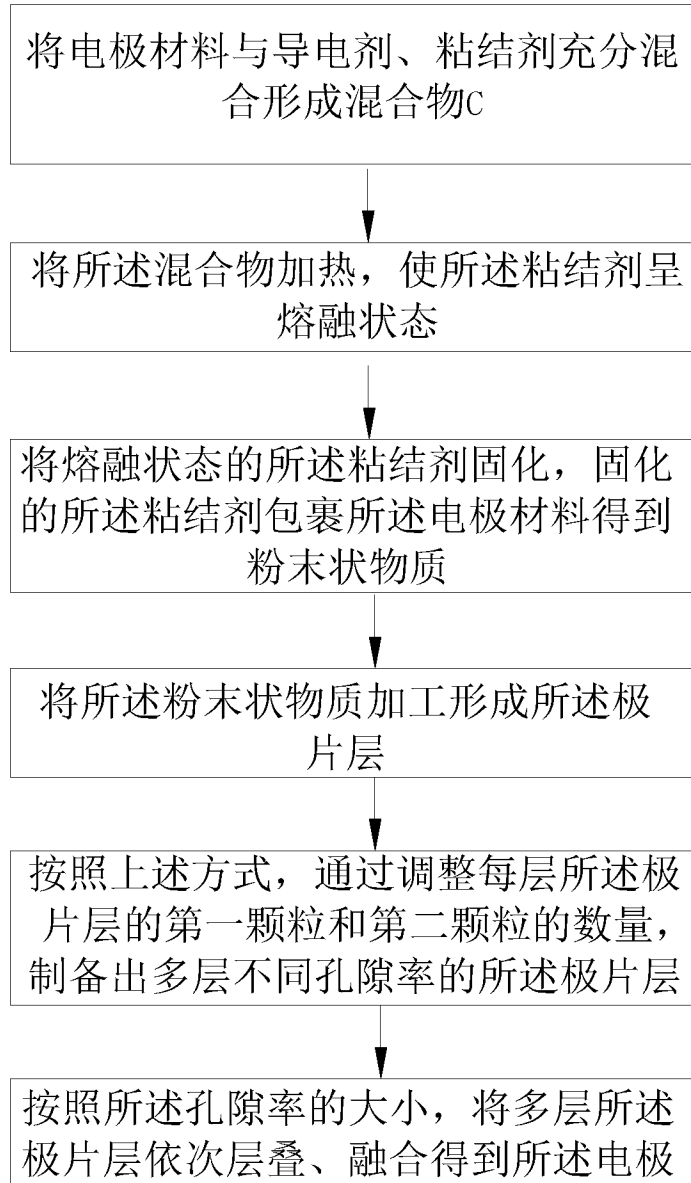 将电极材料与导电剂、粘结剂充分混
合形成混合物C
将所述混合物加热，使所述粘结剂呈
熔融状态
将熔融状态的所述粘结剂固化，固化
的所述粘结剂包裹所述电极材料得到
粉末状物质
将所述粉末状物质加工形成所述极
片层
按照上述方式，通过调整每层所述极
片层的第一颗粒和第二颗粒的数量，
制备出多层不同孔隙率的所述极片层
按照所述孔隙率的大小，将多层所述
极片层依次层叠、融合得到所述电极